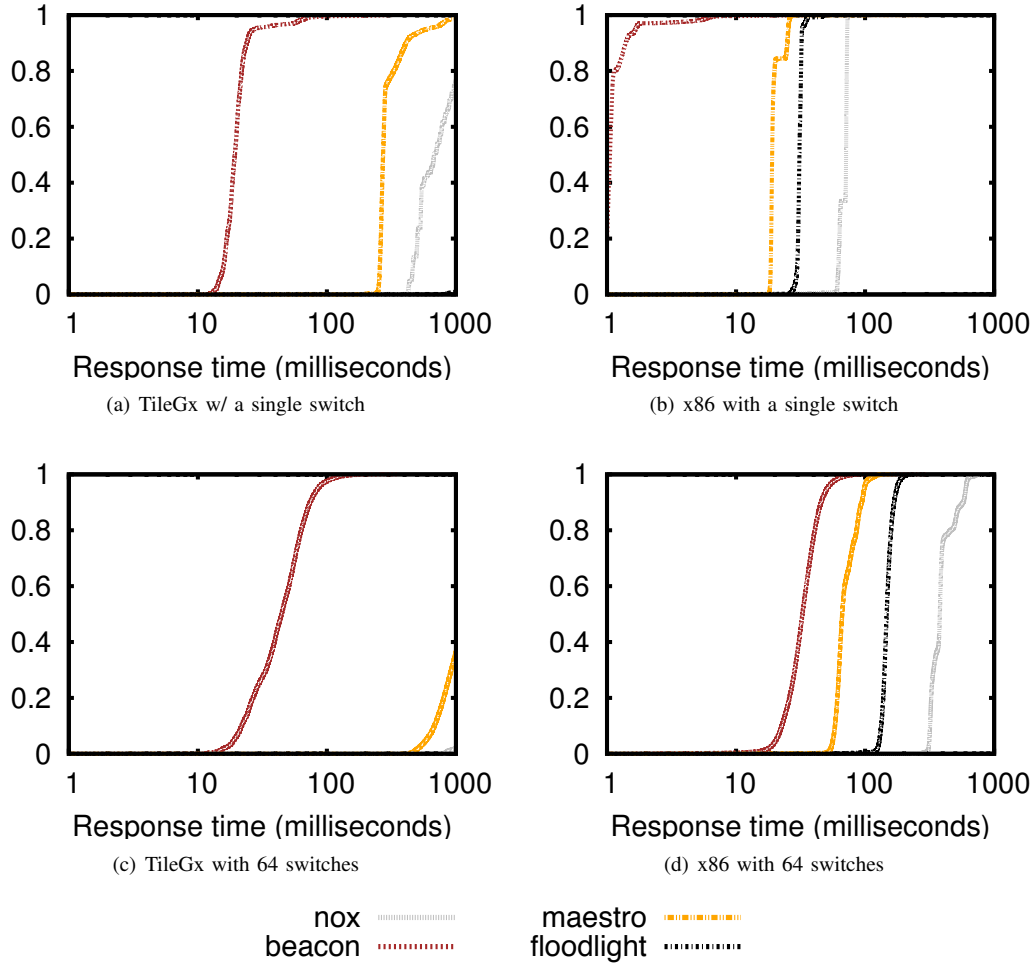 1
0.8
0.6
0.4
0.2
0
1 10 100 1000
Response time (milliseconds)
(a) TileGx w/ a single switch
1
0.8
0.6
0.4
0.2
0
1 10 100 1000
Response time (milliseconds)
(b) x86 with a single switch
1
0.8
0.6
0.4
0.2
0
1 10 100 1000
Response time (milliseconds)
(c) TileGx with 64 switches
1
0.8
0.6
0.4
0.2
0
1 10 100 1000
Response time (milliseconds)
(d) x86 with 64 switches
nox maestro
beacon floodlight